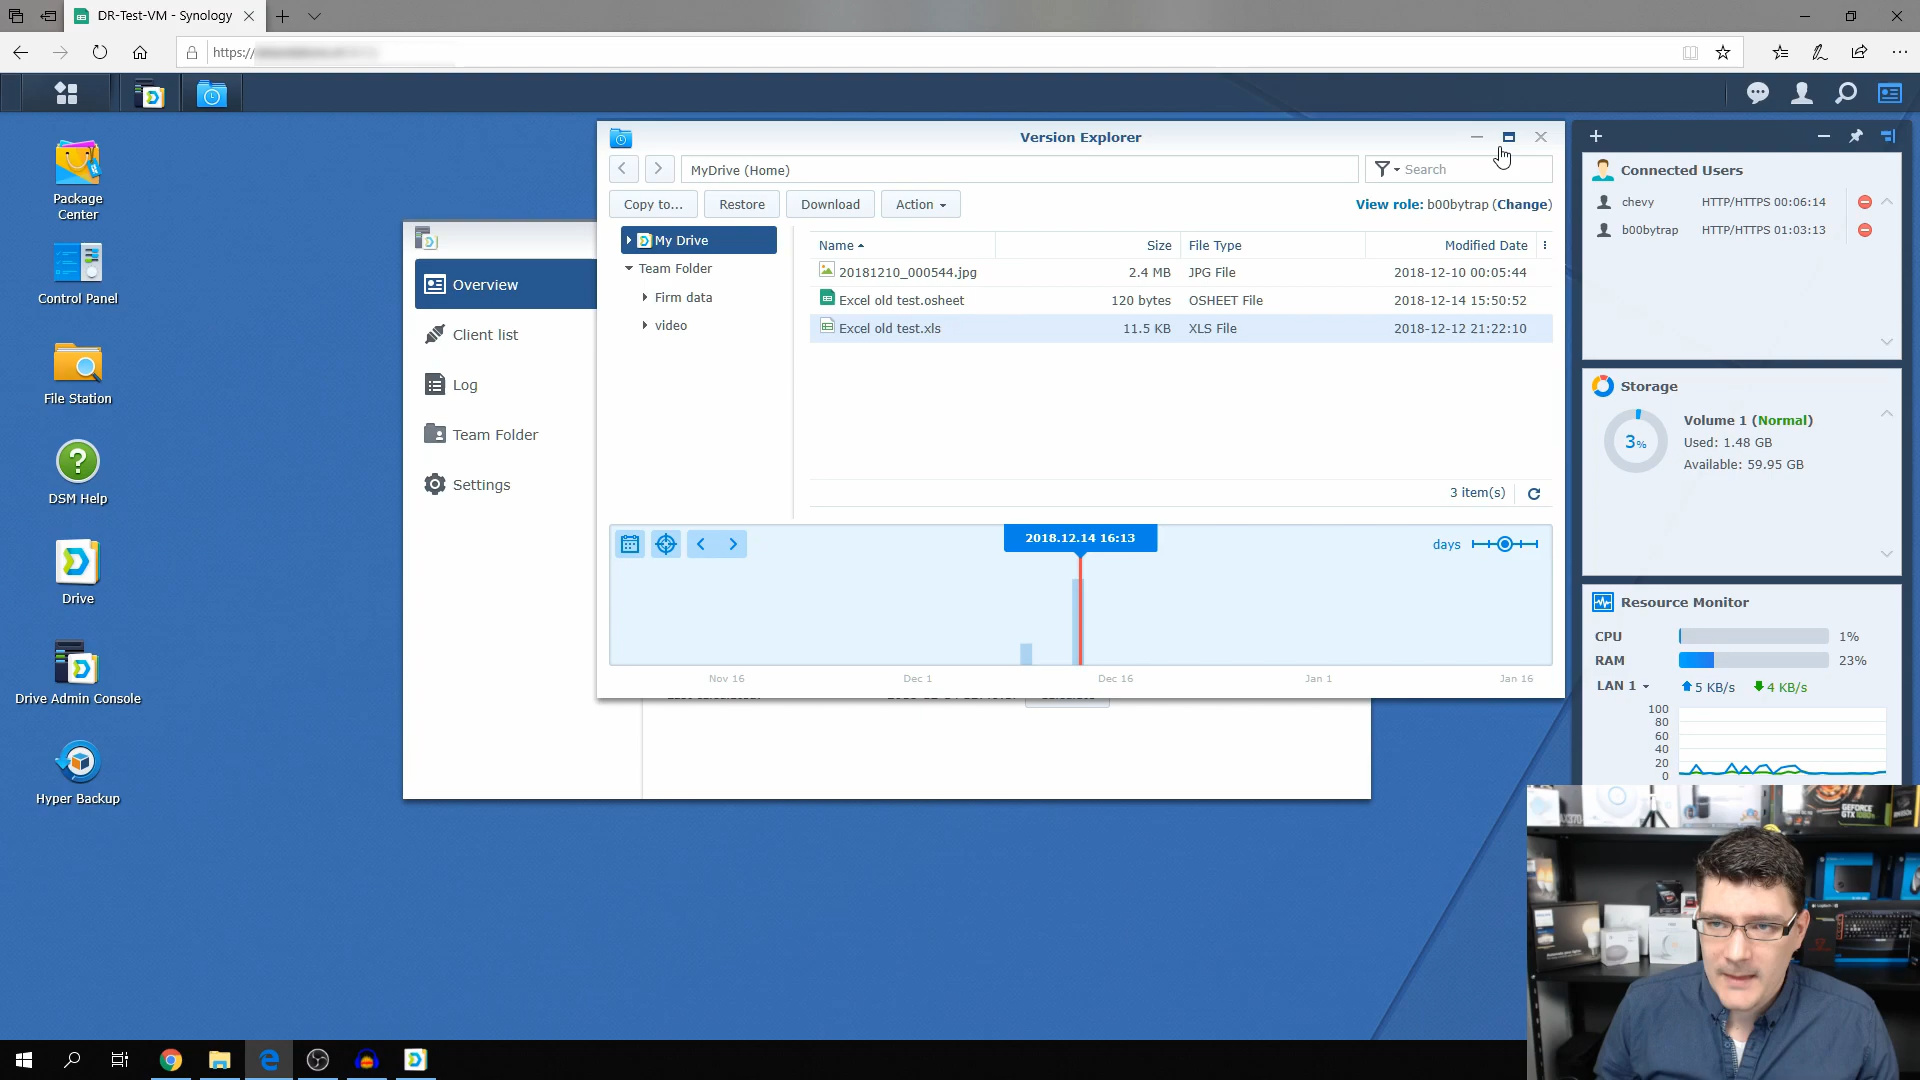 DR-Test-VM - Synology
https://
Package
Center
Control Panel
File Station
DSM Help
Drive
Drive Admin Console
Hyper Backup
Overview
Client list
Log
Team Folder
Settings
Version Explorer
MyDrive (Home)
Search
Copy to...
Restore
Download
Action
View role: b00bytrap (Change)
My Drive
Team Folder
Firm data
video
Name Size File Type Modified Date
20181210_000544.jpg 2.4 MB JPG File 2018-12-10 00:05:44
Excel old test.osheet 120 bytes OSHEET File 2018-12-14 15:50:52
Excel old test.xls 11.5 KB XLS File 2018-12-12 21:22:10
3 item(s)
2018.12.14 16:13
days
Nov 16 Dec 1 Dec 16 Jan 1 Jan 16
Connected Users
chevy HTTP/HTTPS 00:06:14
b00bytrap HTTP/HTTPS 01:03:13
Storage
3%
Volume 1 (Normal)
Used: 1.48 GB
Available: 59.95 GB
Resource Monitor
CPU 1%
RAM 23%
LAN 1 5 KB/s 4 KB/s
100
80
60
40
20
0
GEFORCE